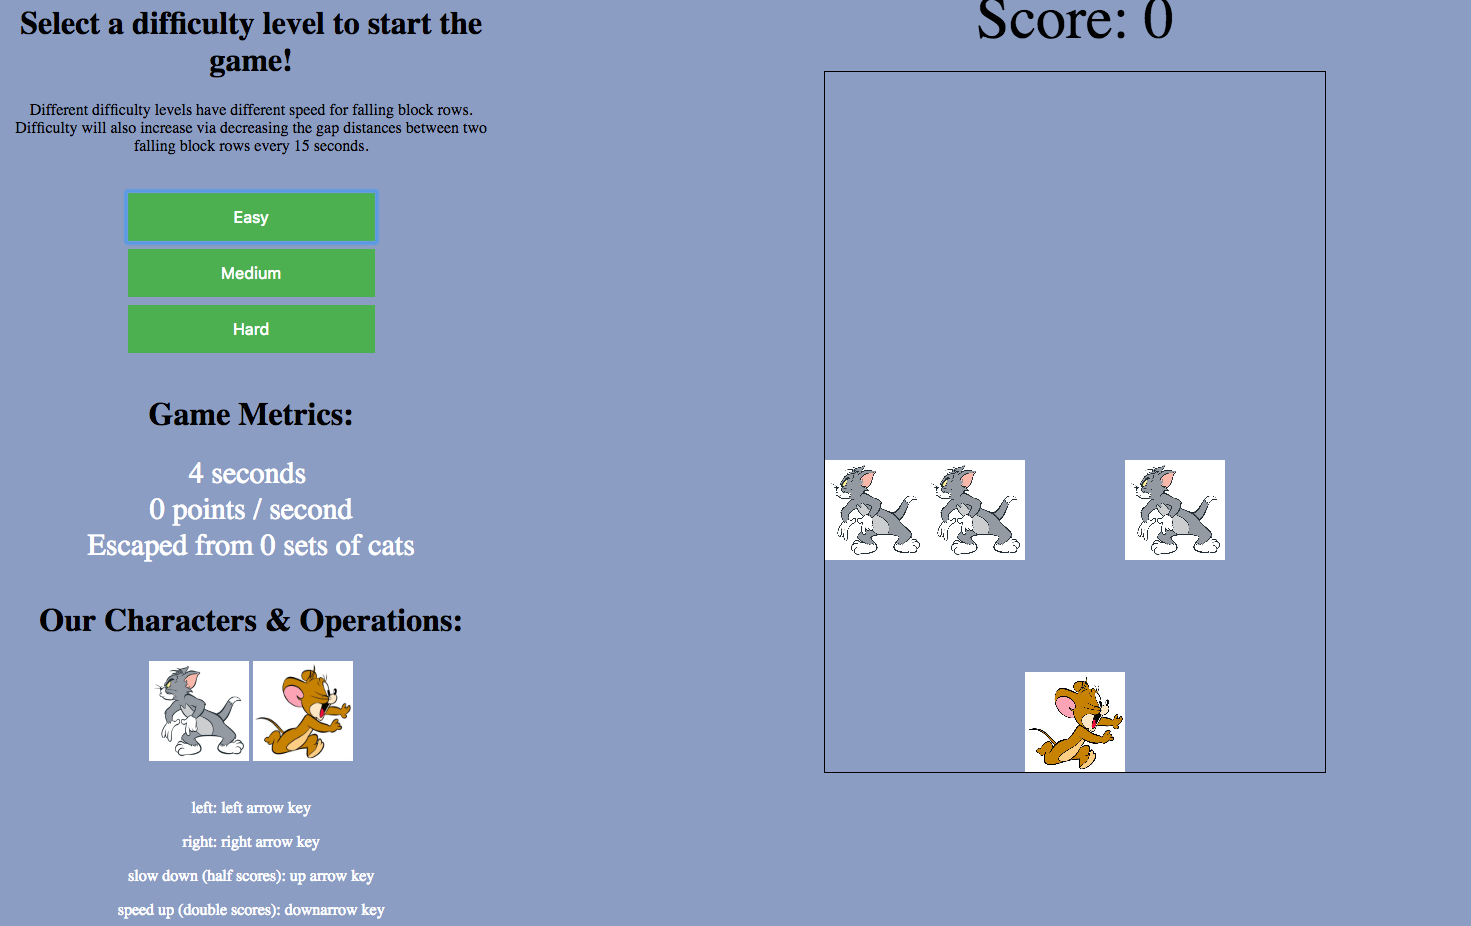 Select a difficulty level to start the
game!
Different difficulty levels have different speed for falling block rows.
Difficulty will also increase via decreasing the gap distances between two
falling block rows every 15 seconds.
Easy
Medium
Hard
Game Metrics:
4 seconds
0 points / second
Escaped from 0 sets of cats
Our Characters & Operations:
left: left arrow key
right: right arrow key
slow down (half scores): up arrow key
speed up (double scores): downarrow key
Score: 0